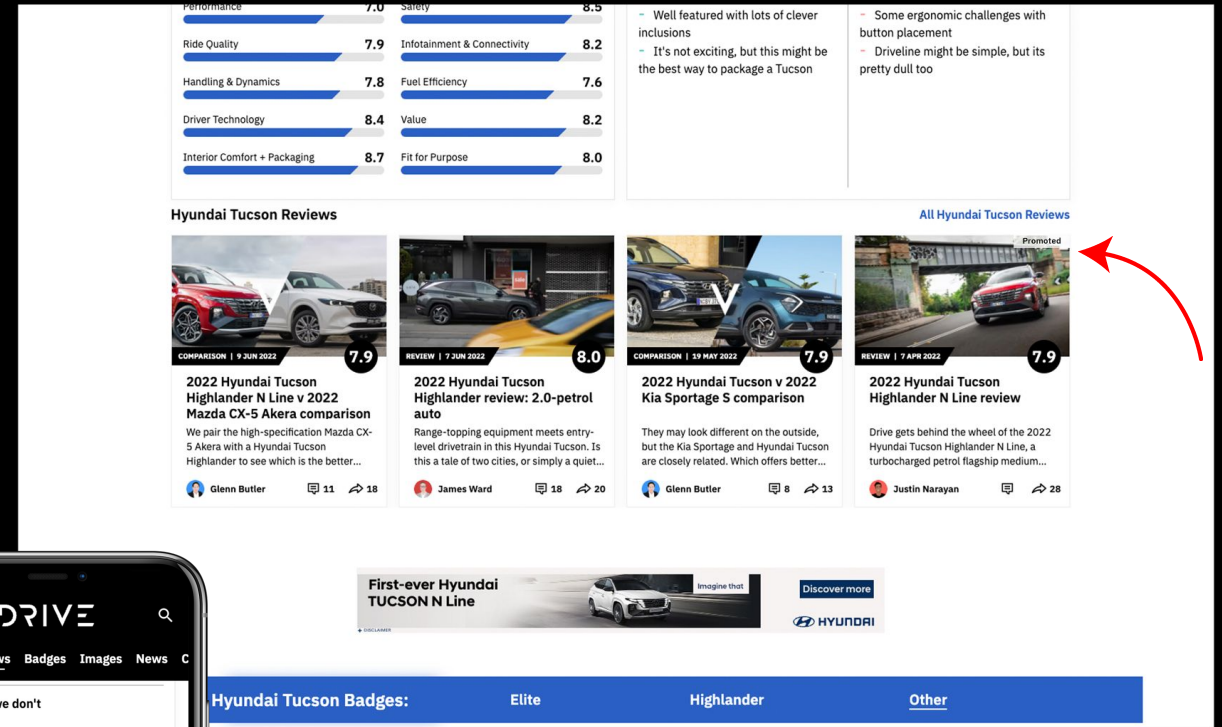 Performance 7.0
Safety 8.5
Ride Quality 7.9
Infotainment & Connectivity 8.2
Handling & Dynamics 7.8
Fuel Efficiency 7.6
Driver Technology 8.4
Value 8.2
Interior Comfort + Packaging 8.7
Fit for Purpose 8.0
- Well featured with lots of clever
inclusions
- It's not exciting, but this might be
the best way to package a Tucson
- Some ergonomic challenges with
button placement
- Driveline might be simple, but its
pretty dull too
Hyundai Tucson Reviews
All Hyundai Tucson Reviews
V
COMPARISON | 9 JUN 2022
7.9
2022 Hyundai Tucson
Highlander N Line v 2022
Mazda CX-5 Akera comparison
We pair the high-specification Mazda CX-
5 Akera with a Hyundai Tucson
Highlander to see which is the better...
Glenn Butler 11 18
REVIEW | 7 JUN 2022
8.0
2022 Hyundai Tucson
Highlander review: 2.0-petrol
auto
Range-topping equipment meets entry-
level drivetrain in this Hyundai Tucson. Is
this a tale of two cities, or simply a quiet...
James Ward 18 20
V
COMPARISON | 19 MAY 2022
7.9
2022 Hyundai Tucson v 2022
Kia Sportage S comparison
They may look different on the outside,
but the Kia Sportage and Hyundai Tucson
are closely related. Which offers better...
Glenn Butler 8 13
Promoted
REVIEW | 7 APR 2022
7.9
2022 Hyundai Tucson
Highlander N Line review
Drive gets behind the wheel of the 2022
Hyundai Tucson Highlander N Line, a
turbocharged petrol flagship medium...
Justin Narayan 28
First-ever Hyundai
TUCSON N Line
DISCLAIMER
Imagine that
Discover more
HYUNDAI
DRIVE
ws Badges Images News C
ve don't
Hyundai Tucson Badges: Elite Highlander Other